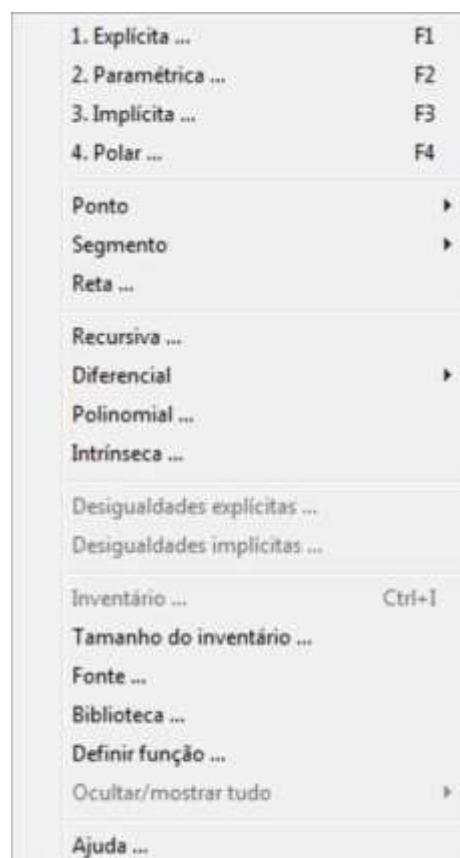 1. Explícita ... F1
2. Paramétrica ... F2
3. Implícita ... F3
4. Polar ... F4
Ponto
Segmento
Reta ...
Recursiva ...
Diferencial
Polinomial ...
Intrínseca ...
Desigualdades explícitas ...
Desigualdades implícitas ...
Inventário ... Ctrl+I
Tamanho do inventário ...
Fonte ...
Biblioteca ...
Definir função ...
Ocultar/mostrar tudo
Ajuda ...